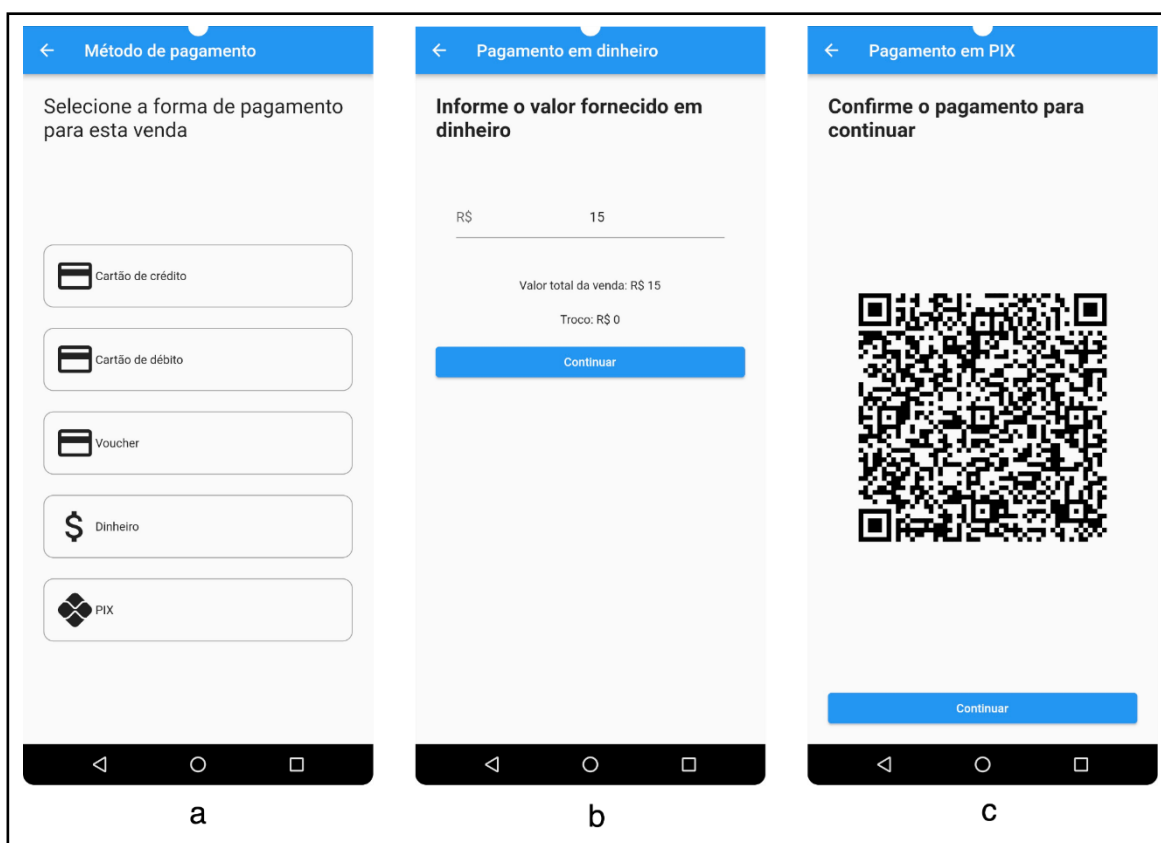 Método de pagamento
Selecione a forma de pagamento
para esta venda
Cartão de crédito
Cartão de débito
Voucher
Dinheiro
PIX
a
Pagamento em dinheiro
Informe o valor fornecido em
dinheiro
R$ 15
Valor total da venda: R$ 15
Troco: R$ 0
Continuar
b
Pagamento em PIX
Confirme o pagamento para
continuar
Continuar
c